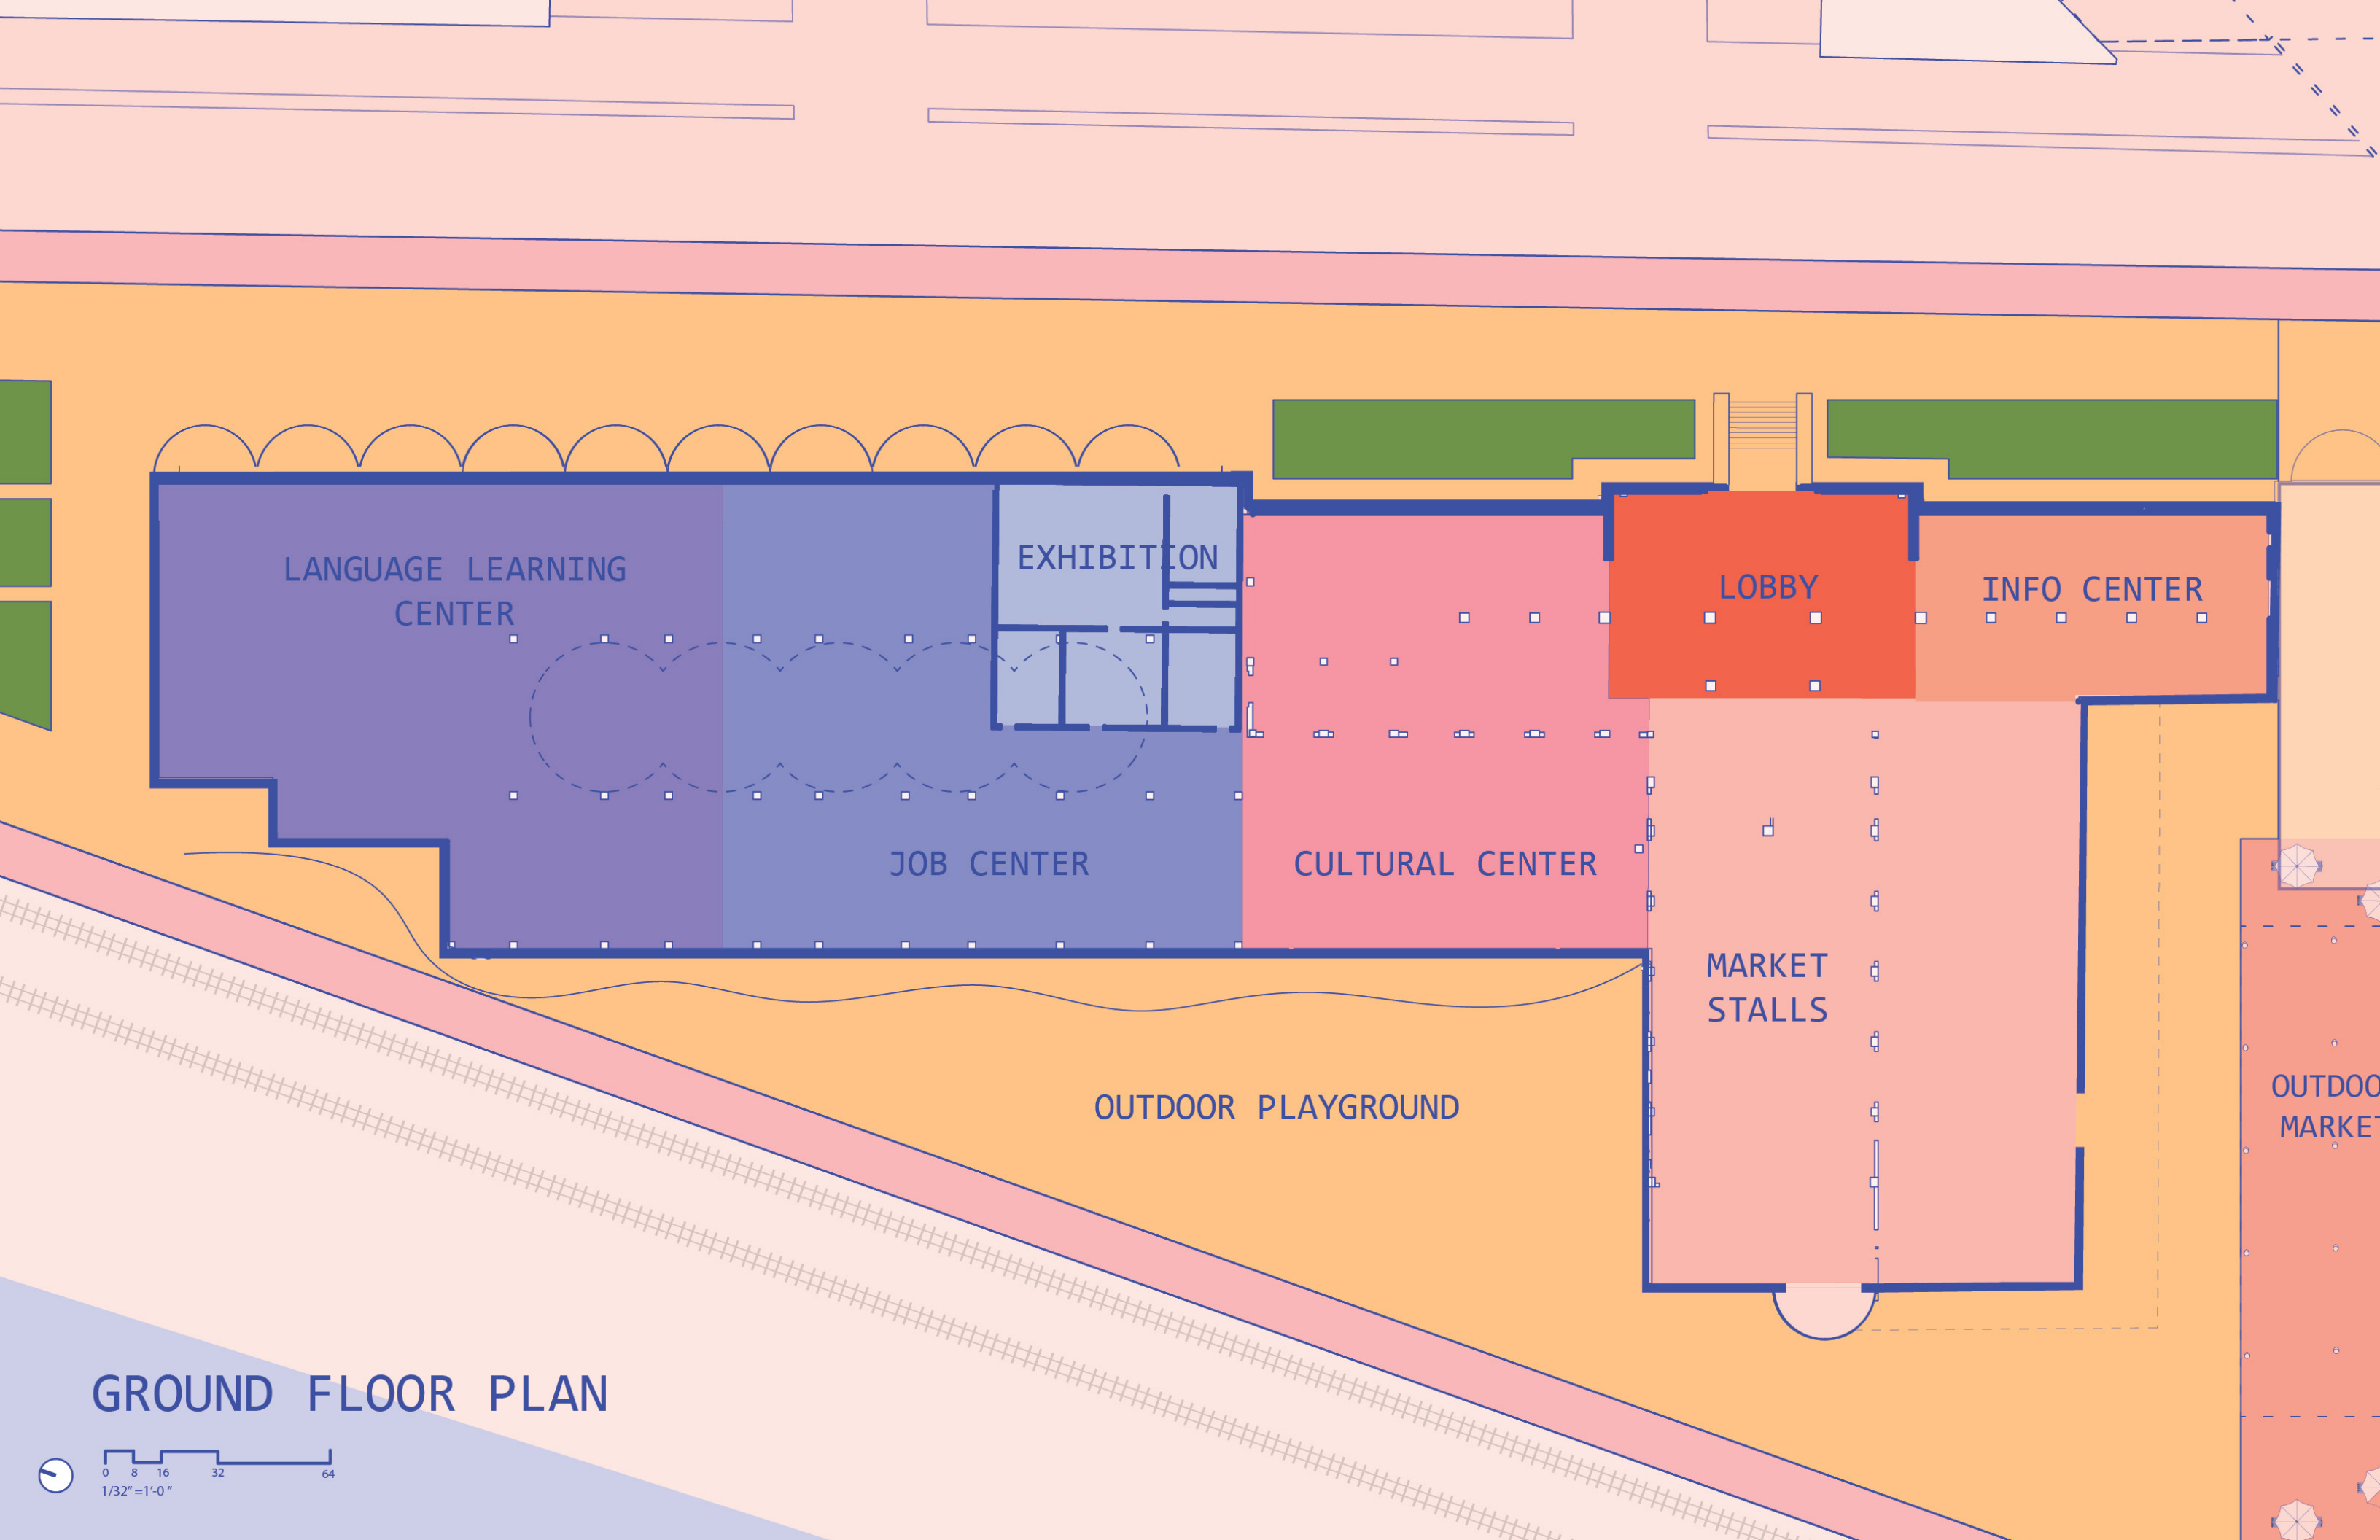 LANGUAGE LEARNING
CENTER
EXHIBITION
LOBBY
INFO CENTER
JOB CENTER
CULTURAL CENTER
MARKET
STALLS
OUTDOOR PLAYGROUND
OUTDOO
MARKET
GROUND FLOOR PLAN
0 8 16 32 64
1/32"=1'-0 "